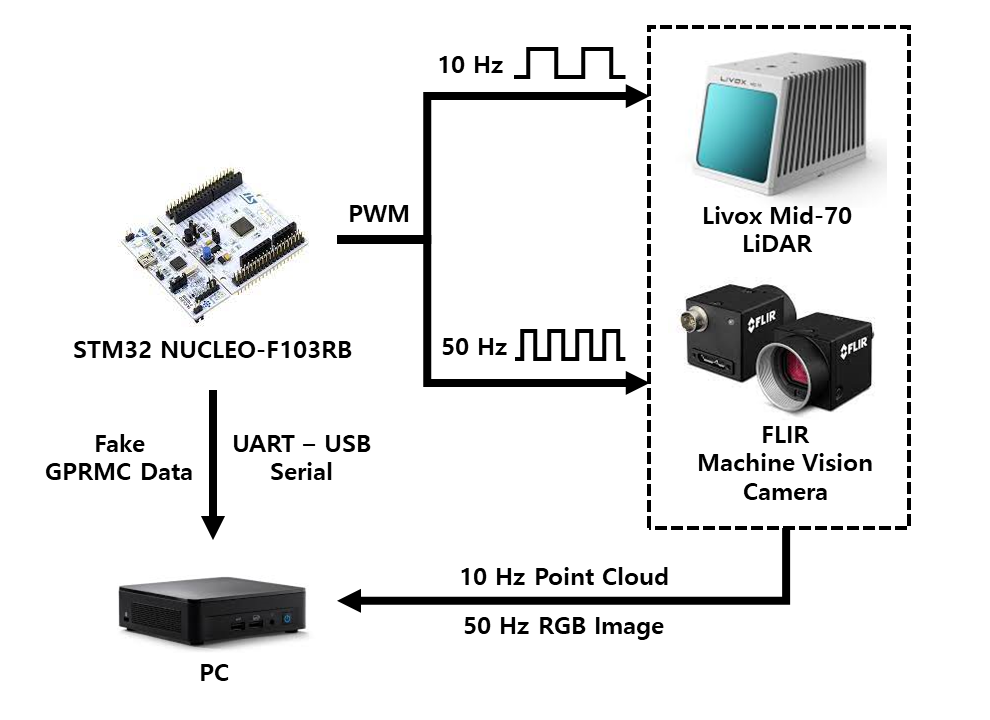 10 Hz
LIVOX
Livox Mid-70
LiDAR
PWM
STM32 NUCLEO-F103RB
50 Hz
FLIR
FLIR
FLIR
Machine Vision
Camera
Fake
GPRMC Data
UART – USB
Serial
10 Hz Point Cloud
50 Hz RGB Image
PC